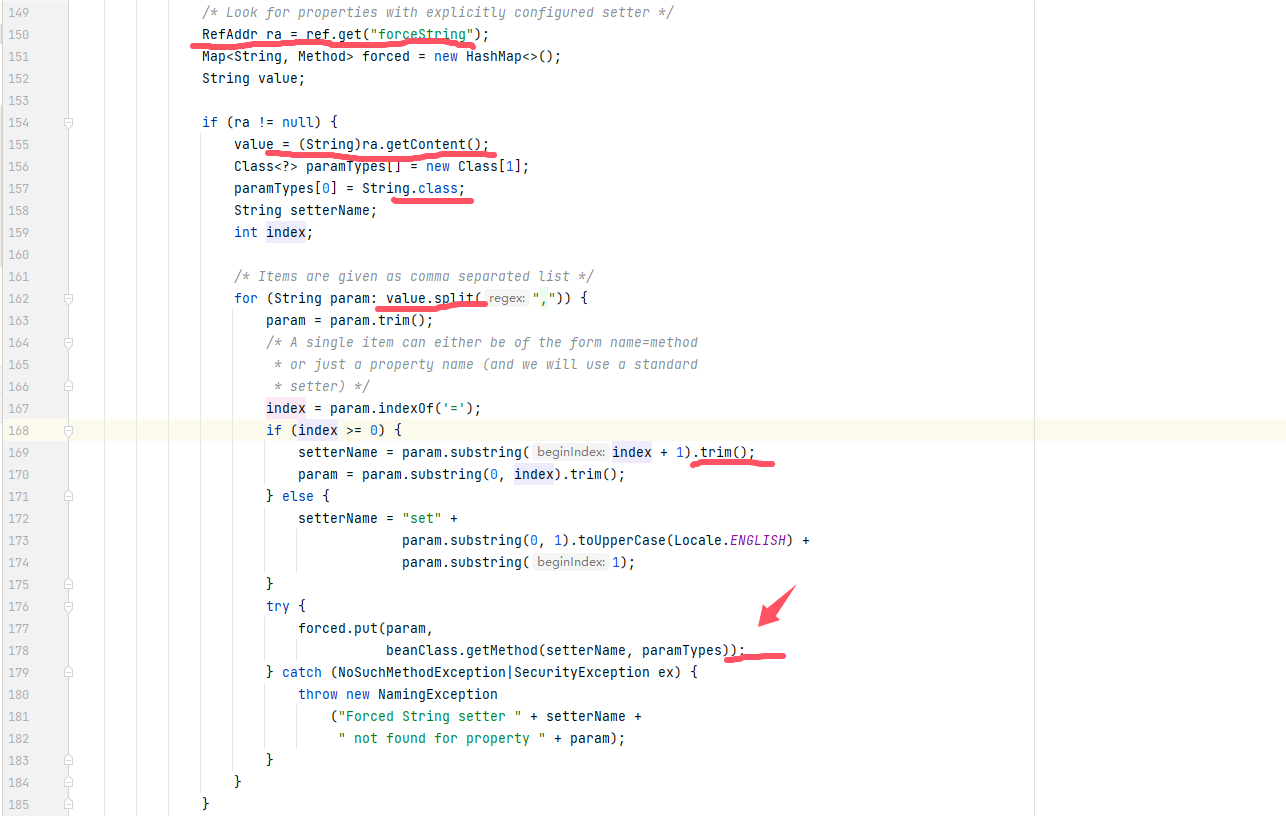 149 /* Look for properties with explicitly configured setter */
150 RefAddr ra = ref.get("forceString");
151 Map<String, Method> forced = new HashMap<>();
152 String value;
153
154 if (ra != null) {
155 value = (String)ra.getContent();
156 Class<?> paramTypes[] = new Class[1];
157 paramTypes[0] = String.class;
158 String setterName;
159 int index;
160
161 /* Items are given as comma separated list */
162 for (String param: value.split( regex: ",")) {
163 param = param.trim();
164 /* A single item can either be of the form name=method
165 * or just a property name (and we will use a standard
166 * setter) */
167 index = param.indexOf('=');
168 if (index >= 0) {
169 setterName = param.substring( beginIndex: index + 1).trim();
170 param = param.substring(0, index).trim();
171 } else {
172 setterName = "set" +
173 param.substring(0, 1).toUpperCase(Locale.ENGLISH) +
174 param.substring( beginIndex: 1);
175 }
176 try {
177 forced.put(param,
178 beanClass.getMethod(setterName, paramTypes));
179 } catch (NoSuchMethodException|SecurityException ex) {
180 throw new NamingException
181 ("Forced String setter " + setterName +
182 " not found for property " + param);
183 }
184 }
185 }